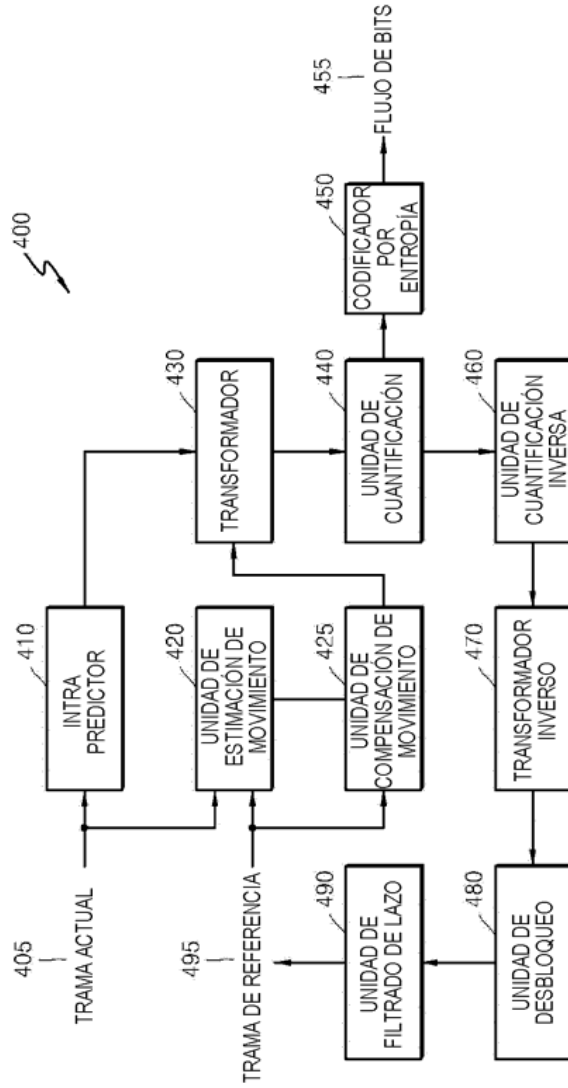 400
405
TRAMA ACTUAL
410
INTRA
PREDICTOR
420
UNIDAD DE
ESTIMACIÓN DE
MOVIMIENTO
495
TRAMA DE REFERENCIA
425
UNIDAD DE
COMPENSACIÓN DE
MOVIMIENTO
430
TRANSFORMADOR
440
UNIDAD DE
CUANTIFICACIÓN
450
CODIFICADOR
POR
ENTROPÍA
455
FLUJO DE BITS
460
UNIDAD DE
CUANTIFICACIÓN
INVERSA
470
TRANSFORMADOR
INVERSO
480
UNIDAD DE
DESBLOQUEO
490
UNIDAD DE
FILTRADO DE LAZO